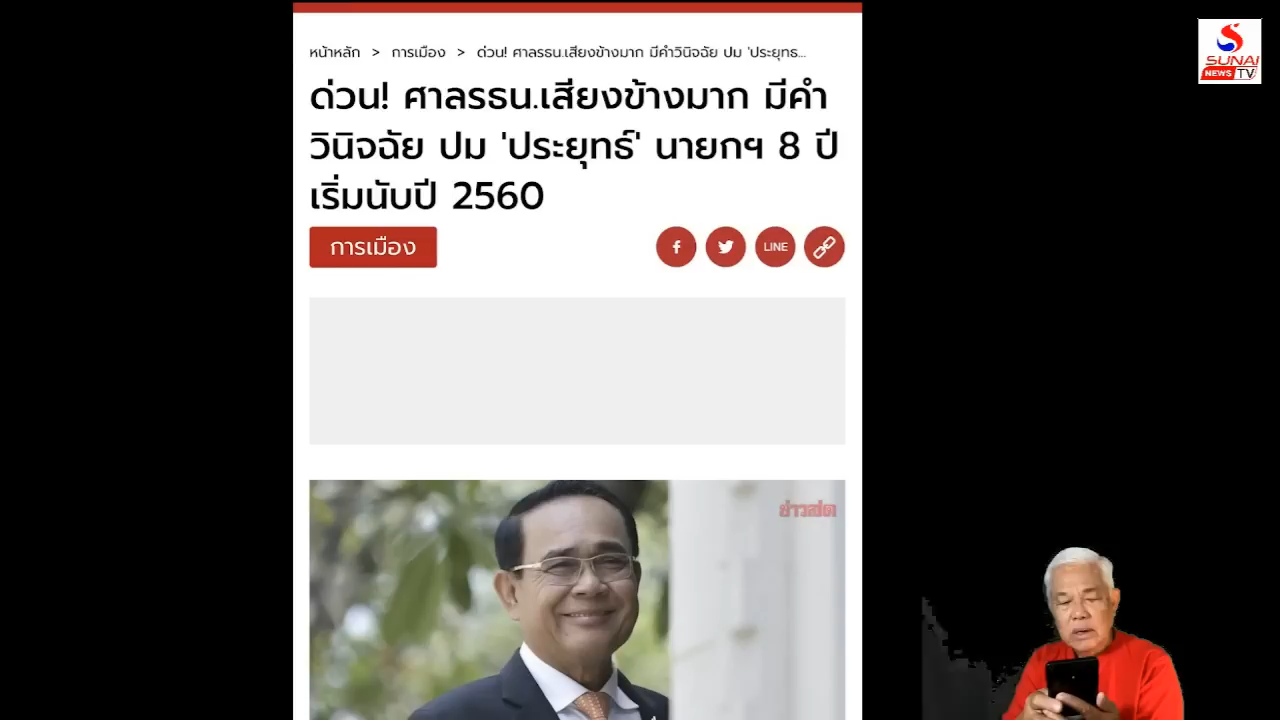 หน้าหลัก > การเมือง > ด่วน! ศาลรธน.เสียงข้างมาก มีคำวินิจฉัย ปม 'ประยุทธ...
ด่วน! ศาลรธน.เสียงข้างมาก มีคำ
วินิจฉัย ปม 'ประยุทธ์' นายกฯ 8 ปี
เริ่มนับปี 2560
การเมือง
LINE
ข่าวสด
SUNAI
NEWS TV